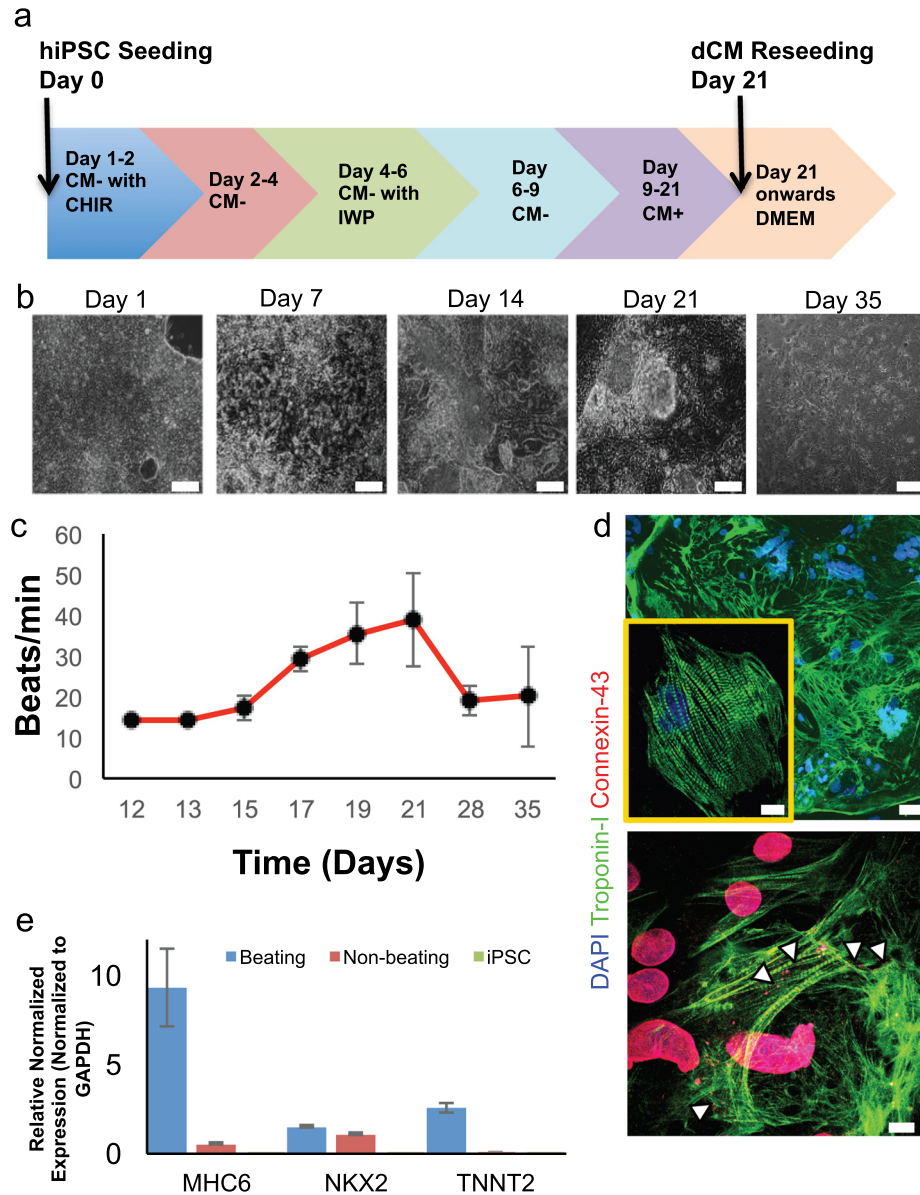 a
hiPSC Seeding
Day 0
dCM Reseeding
Day 21
Day 1-2
CM- with
CHIR
Day 2-4
CM-
Day 4-6
CM- with
IWP
Day
6-9
CM-
Day
9-21
CM+
Day 21
onwards
DMEM
b
Day 1
Day 7
Day 14
Day 21
Day 35
c
Beats/min
60
50
40
30
20
10
0
12 13 15 17 19 21 28 35
Time (Days)
d
DAPI Troponin-I Connexin-43
e
Relative Normalized
Expression (Normalized to
GAPDH)
10
5
0
Beating Non-beating iPSC
MHC6 NKX2 TNNT2